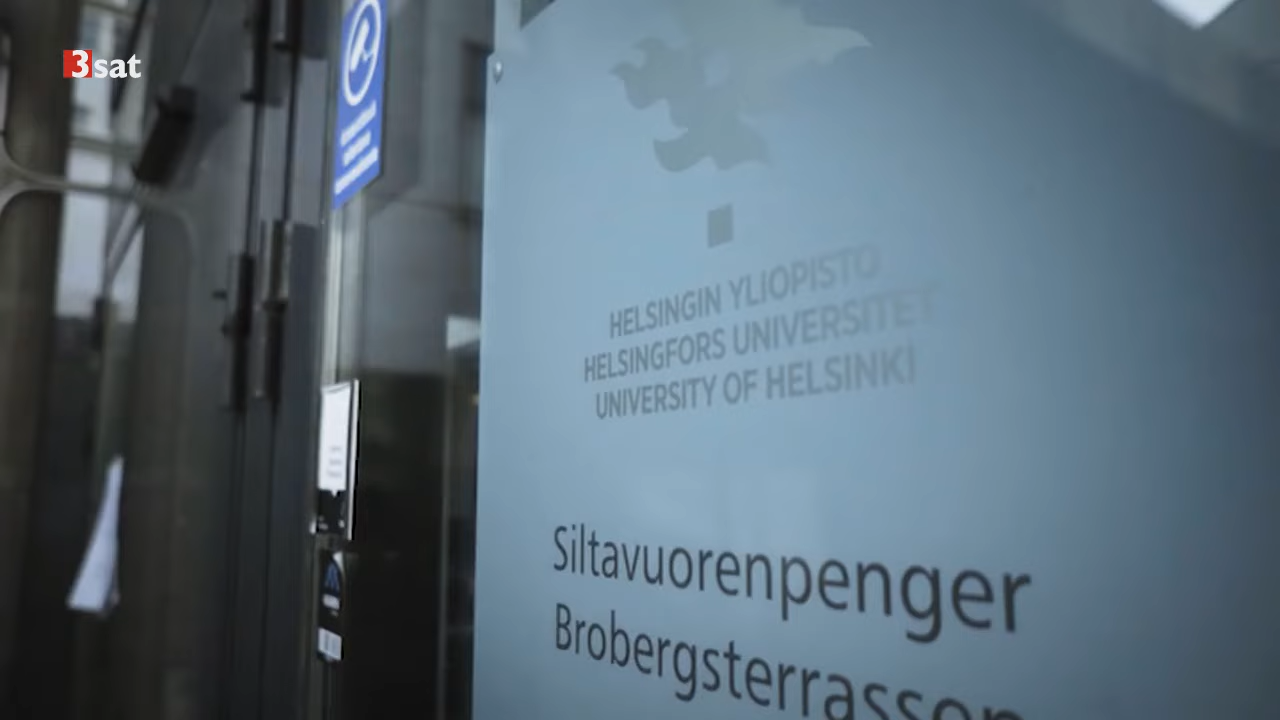 3sat
HELSINGIN YLIOPISTO
HELSINGFORS UNIVERSITET
UNIVERSITY OF HELSINKI
Siltavuorenpenger
Brobergsterrassen